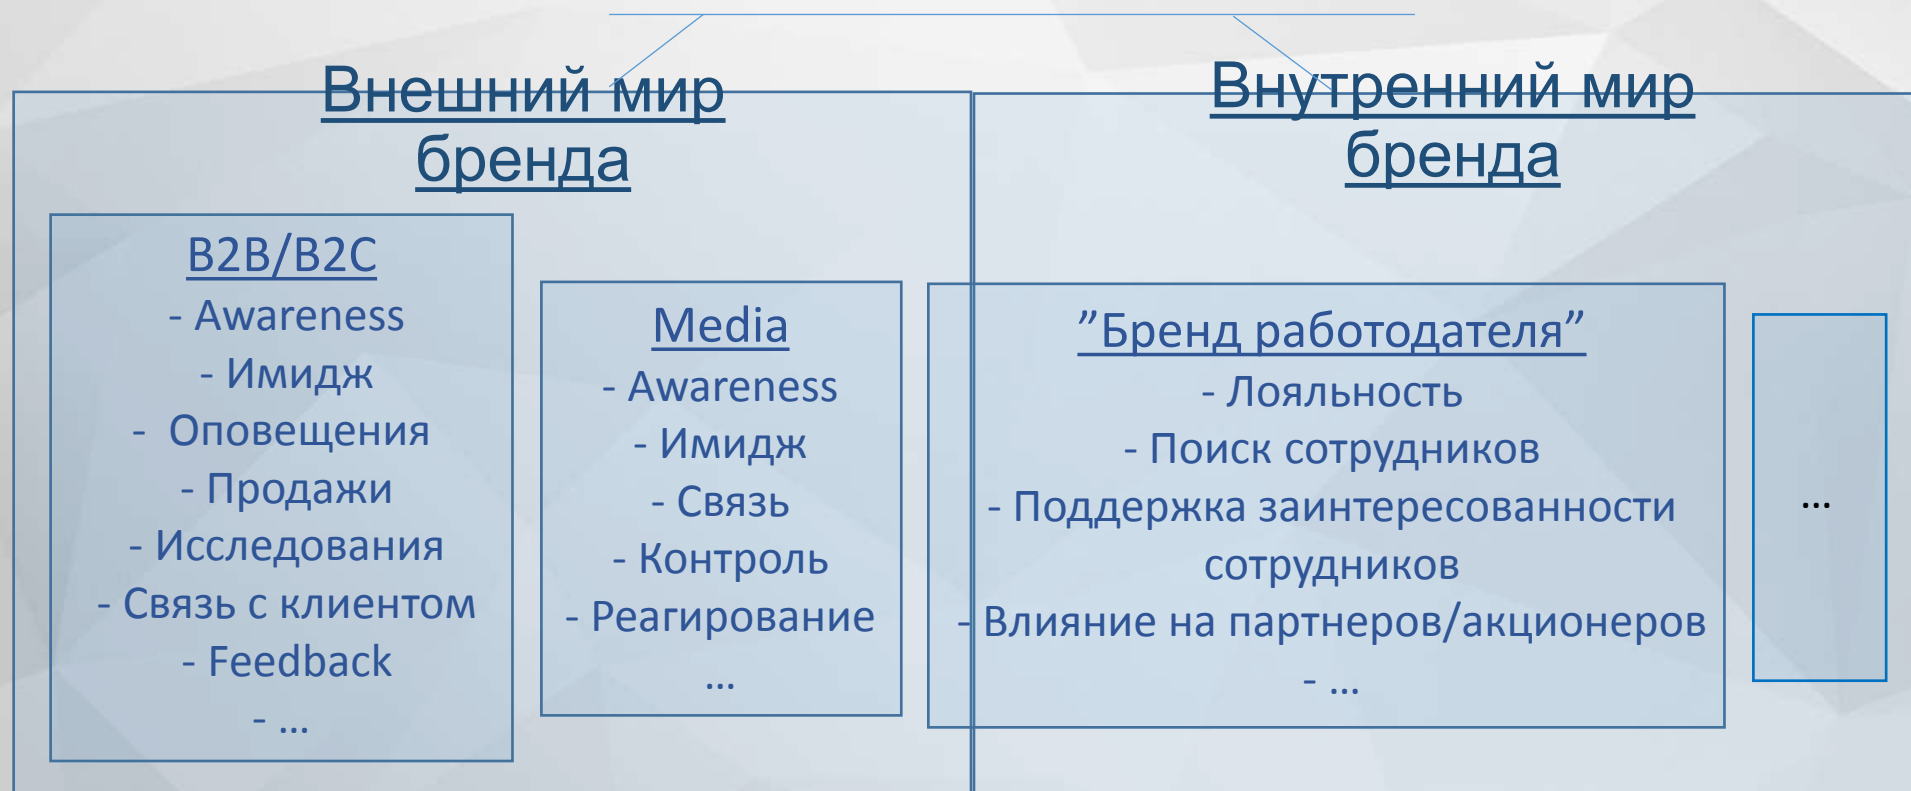 Внешний мир
бренда
B2B/B2C
- Awareness
- Имидж
- Оповещения
- Продажи
- Исследования
- Связь с клиентом
- Feedback
- ...
Media
- Awareness
- Имидж
- Связь
- Контроль
- Реагирование
...
Внутренний мир
бренда
”Бренд работодателя”
- Лояльность
- Поиск сотрудников
- Поддержка заинтересованности
сотрудников
- Влияние на партнеров/акционеров
- ...
...